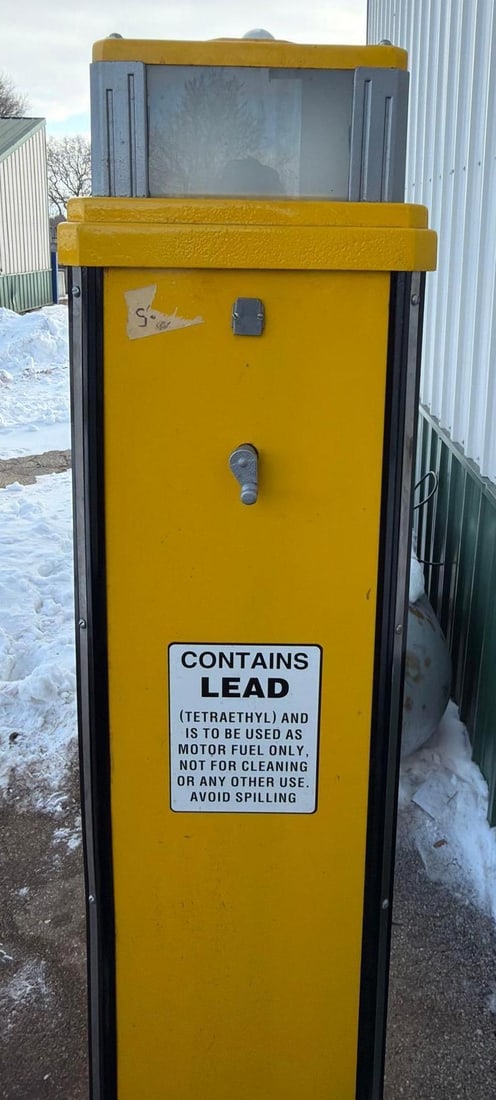 CONTAINS
LEAD
(TETRAETHYL) AND
IS TO BE USED AS
MOTOR FUEL ONLY,
NOT FOR CLEANING
OR ANY OTHER USE.
AVOID SPILLING